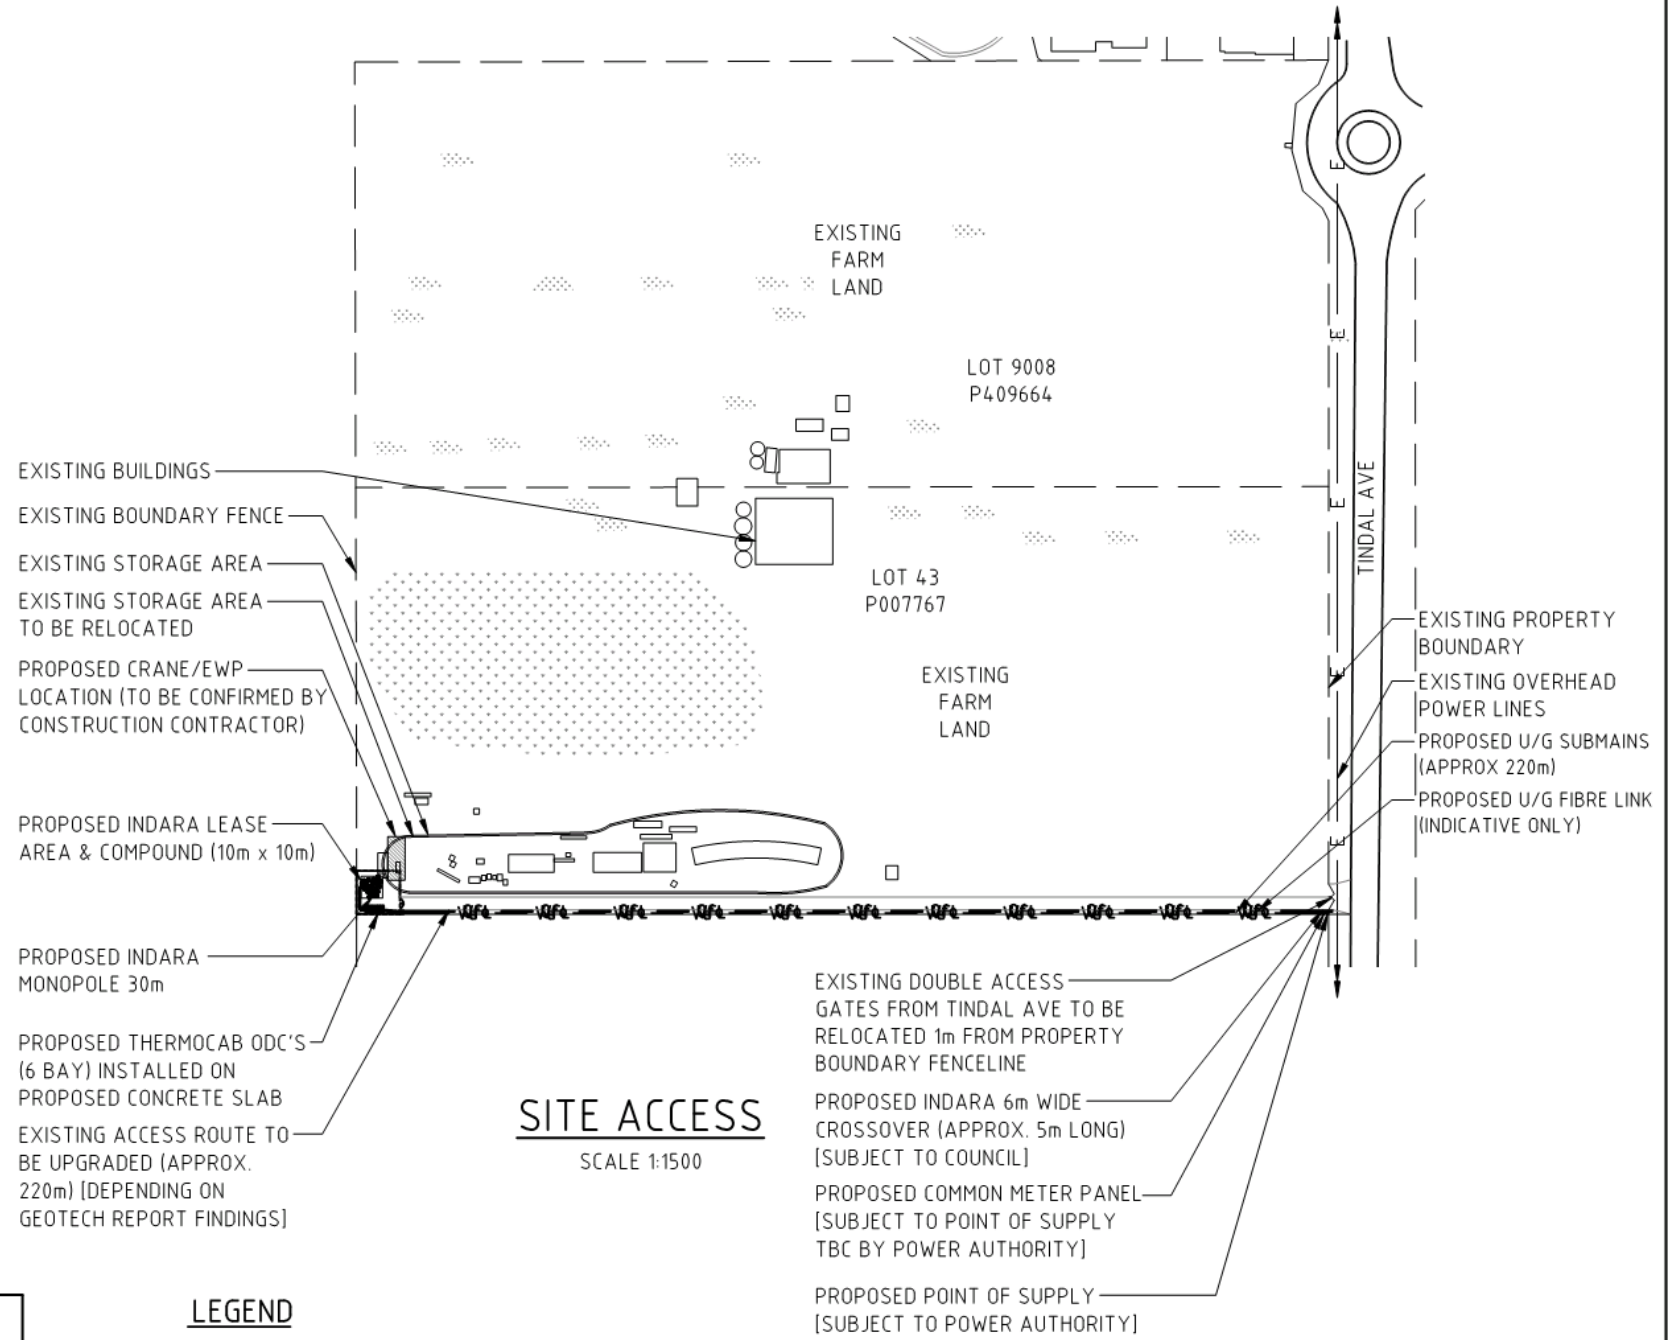 EXISTING
FARM
LAND
LOT 9008
P409664
EXISTING BUILDINGS
EXISTING BOUNDARY FENCE
EXISTING STORAGE AREA
EXISTING STORAGE AREA
TO BE RELOCATED
PROPOSED CRANE/EWP
LOCATION (TO BE CONFIRMED BY
CONSTRUCTION CONTRACTOR)
PROPOSED INDARA LEASE
AREA & COMPOUND (10m x 10m)
PROPOSED INDARA
MONOPOLE 30m
PROPOSED THERMOCAB ODC'S
(6 BAY) INSTALLED ON
PROPOSED CONCRETE SLAB
EXISTING ACCESS ROUTE TO
BE UPGRADED (APPROX.
220m) [DEPENDING ON
GEOTECH REPORT FINDINGS]
LOT 43
P007767
EXISTING
FARM
LAND
E
E
E
E
E
TINDAL AVE
EXISTING PROPERTY
BOUNDARY
EXISTING OVERHEAD
POWER LINES
PROPOSED U/G SUBMAINS
(APPROX 220m)
PROPOSED U/G FIBRE LINK
(INDICATIVE ONLY)
EXISTING DOUBLE ACCESS
GATES FROM TINDAL AVE TO BE
RELOCATED 1m FROM PROPERTY
BOUNDARY FENCELINE
PROPOSED INDARA 6m WIDE
CROSSOVER (APPROX. 5m LONG)
[SUBJECT TO COUNCIL]
PROPOSED COMMON METER PANEL
[SUBJECT TO POINT OF SUPPLY
TBC BY POWER AUTHORITY]
PROPOSED POINT OF SUPPLY
[SUBJECT TO POWER AUTHORITY]
SITE ACCESS
SCALE 1:1500
LEGEND